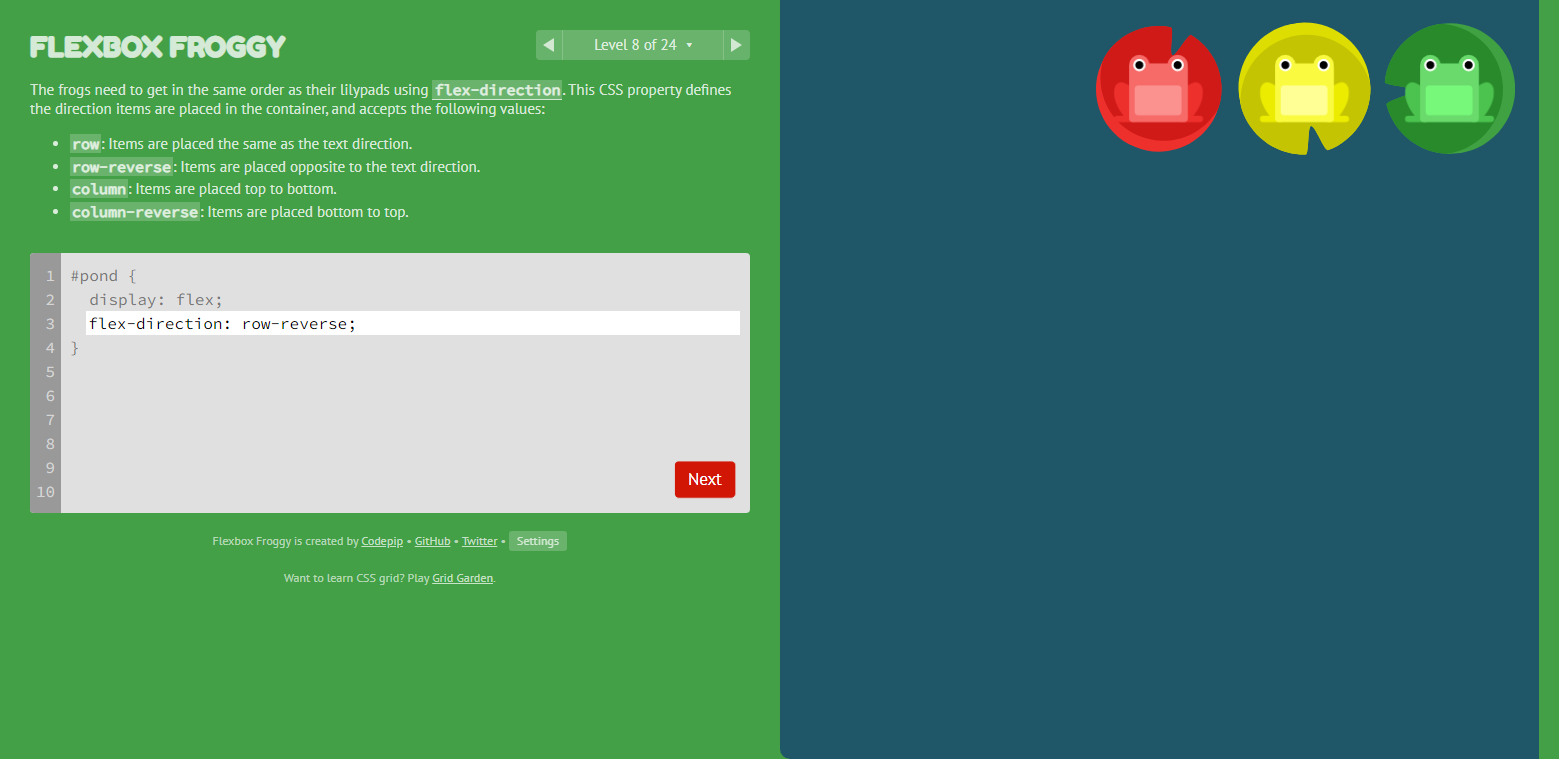 FLEXBOX FROGGY
Level 8 of 24
The frogs need to get in the same order as their lilypads using flex-direction. This CSS property defines
the direction items are placed in the container, and accepts the following values:
• row: Items are placed the same as the text direction.
• row-reverse: Items are placed opposite to the text direction.
• column: Items are placed top to bottom.
• column-reverse: Items are placed bottom to top.
1 #pond {
2 display: flex;
3 flex-direction: row-reverse;
4 }
5
6
7
8
9
10
Next
Flexbox Froggy is created by Codepip • GitHub • Twitter • Settings
Want to learn CSS grid? Play Grid Garden.